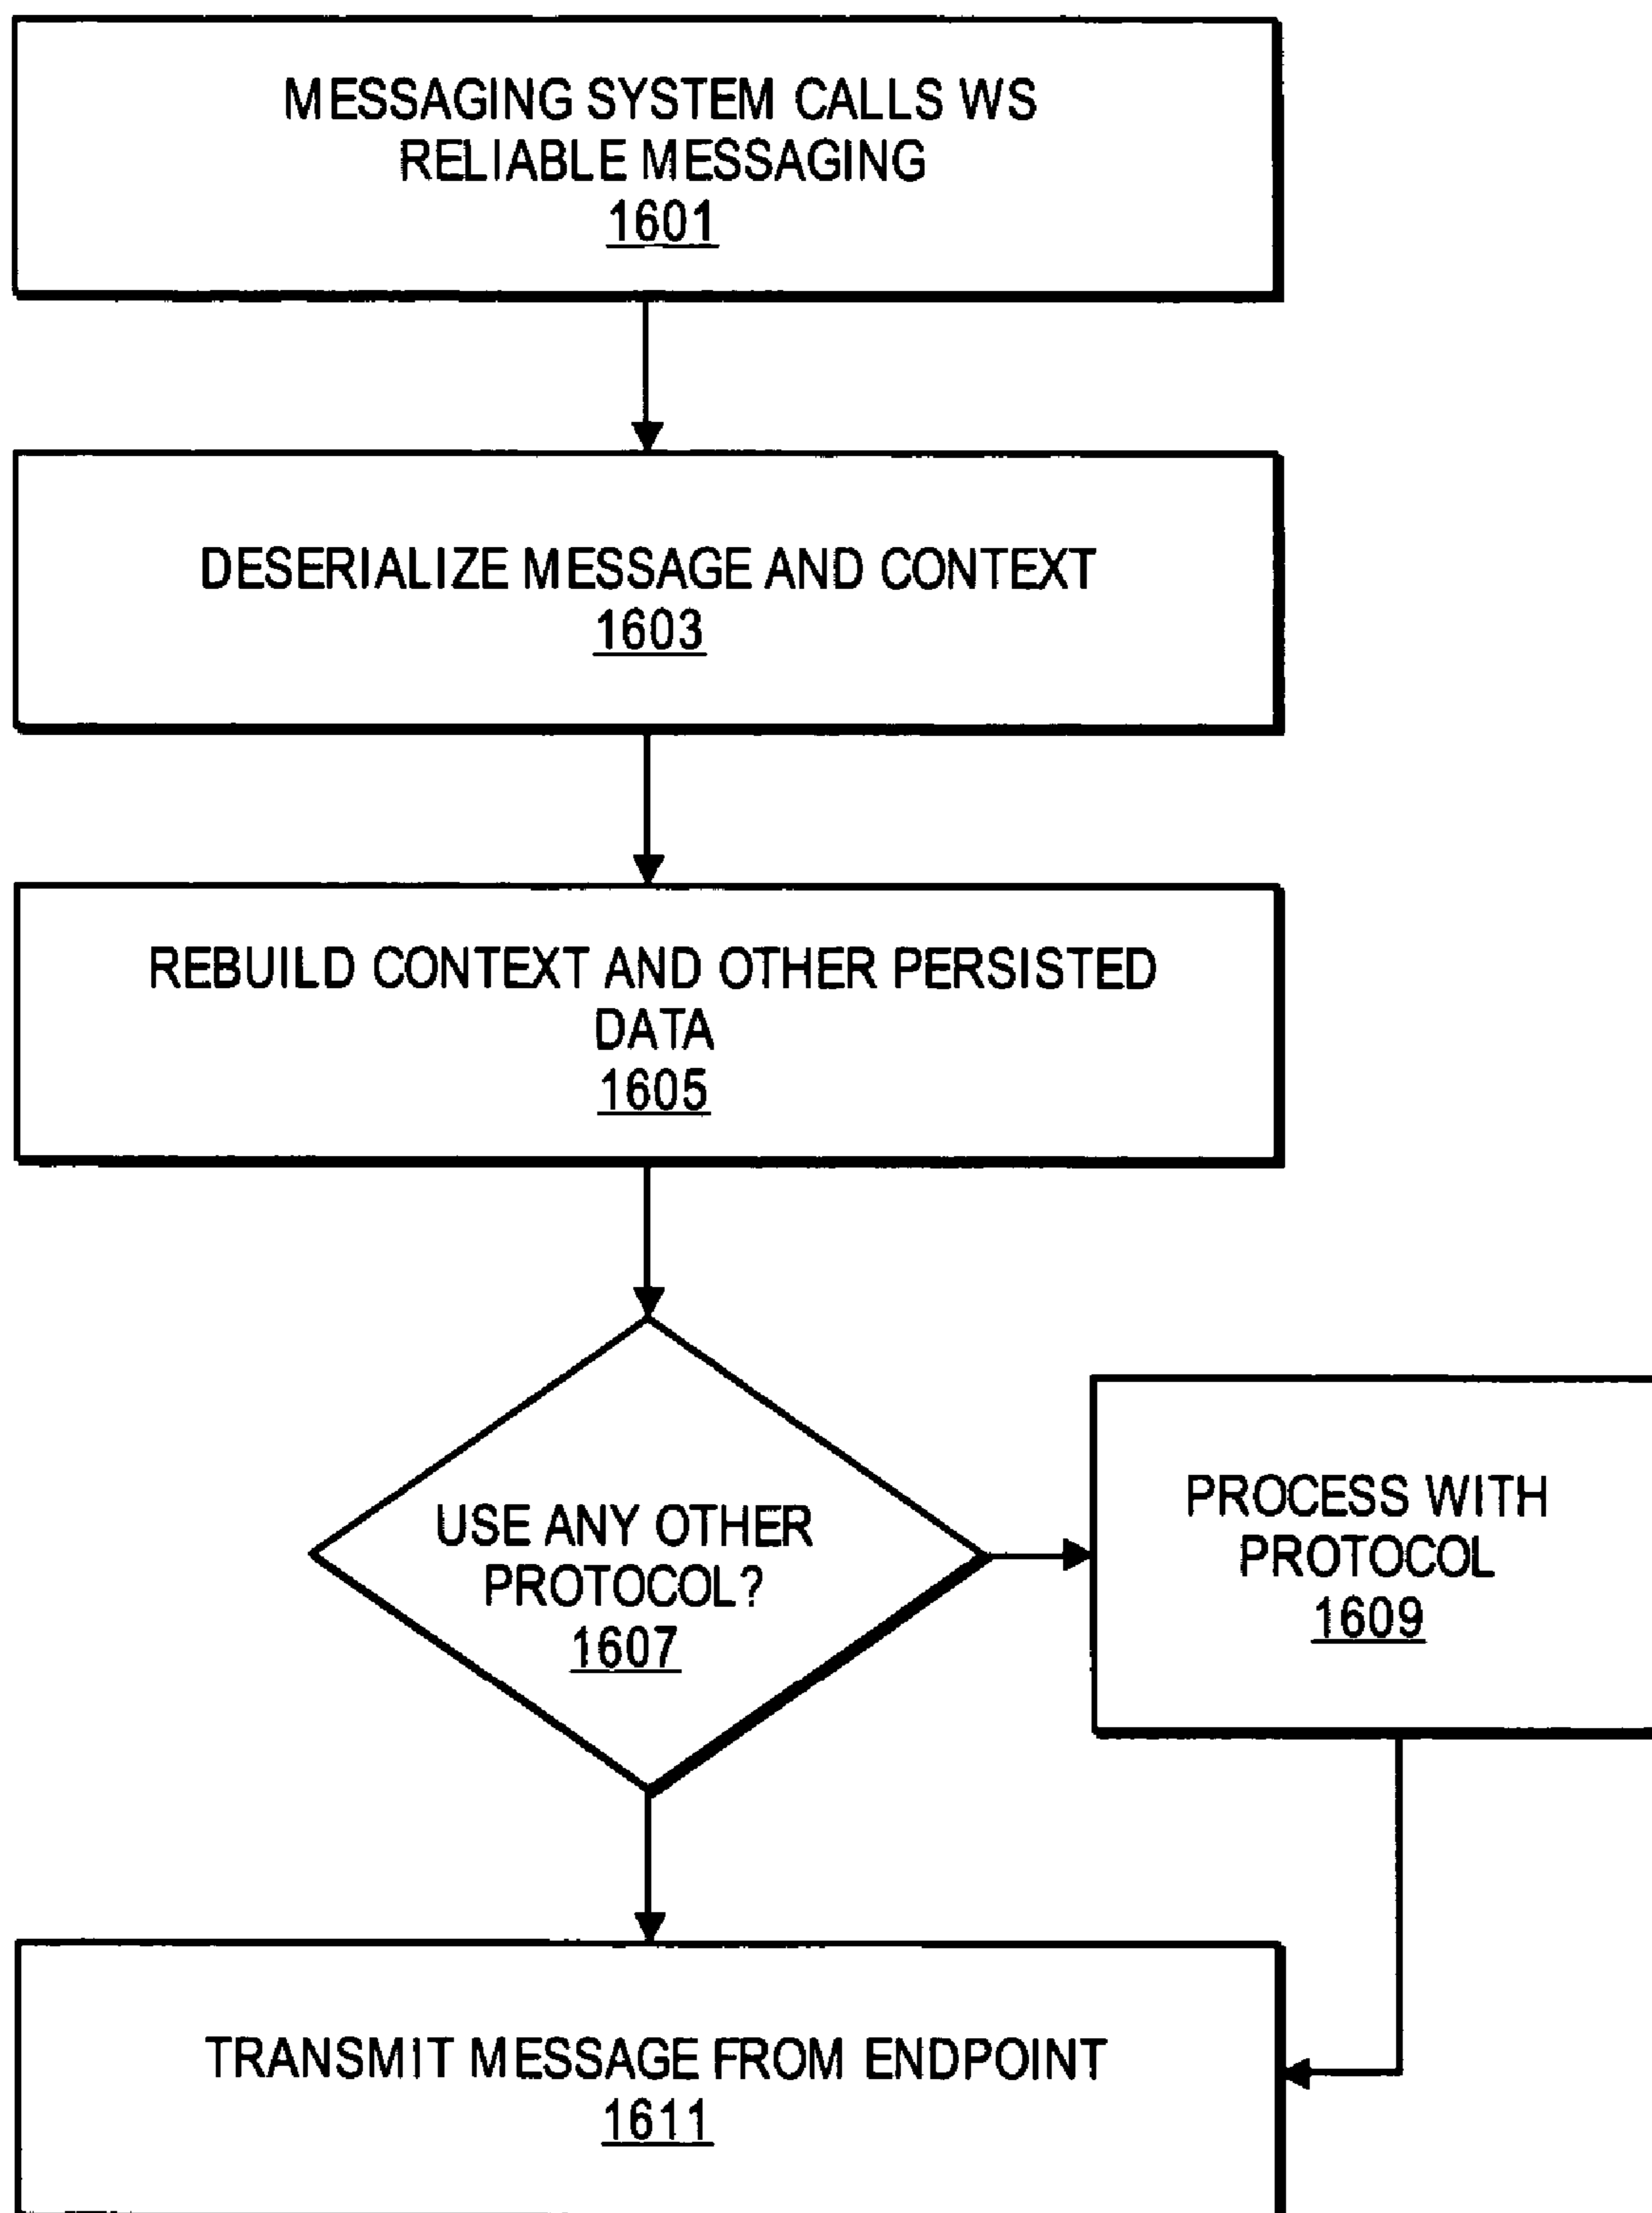 MESSAGING SYSTEM CALLS WS
RELIABLE MESSAGING
1601
DESERIALIZE MESSAGE AND CONTEXT
1603
REBUILD CONTEXT AND OTHER PERSISTED
DATA
1605
USE ANY OTHER
PROTOCOL?
1607
PROCESS WITH
PROTOCOL
1609
TRANSMIT MESSAGE FROM ENDPOINT
1611